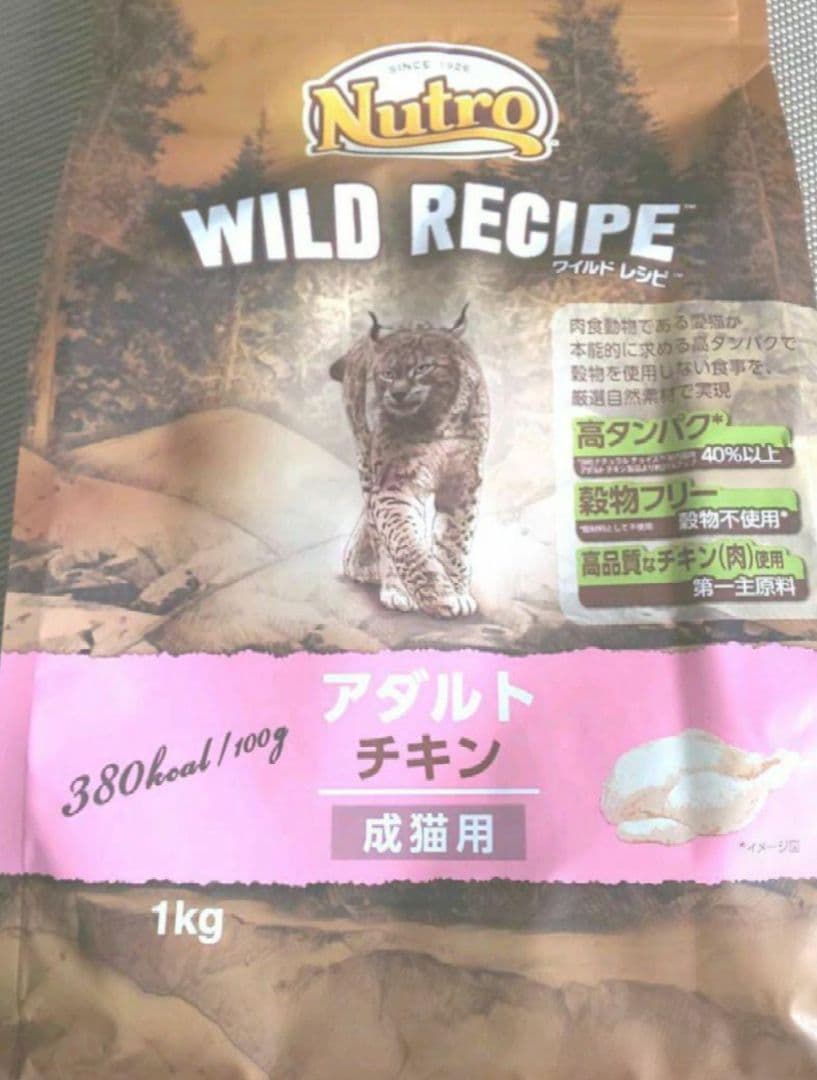 SINCE 1926
Nutro
WILD RECIPE™
ワイルド レシピ™
肉食動物である愛猫が
本能的に求める高タンパクで
穀物を使用しない食事を、
厳選自然素材で実現
高タンパク*
40%以上
穀物フリー
穀物不使用*
高品質なチキン(肉)使用
第一主原料
アダルト
チキン
380kcal/100g
成猫用
*イメージ図
1kg